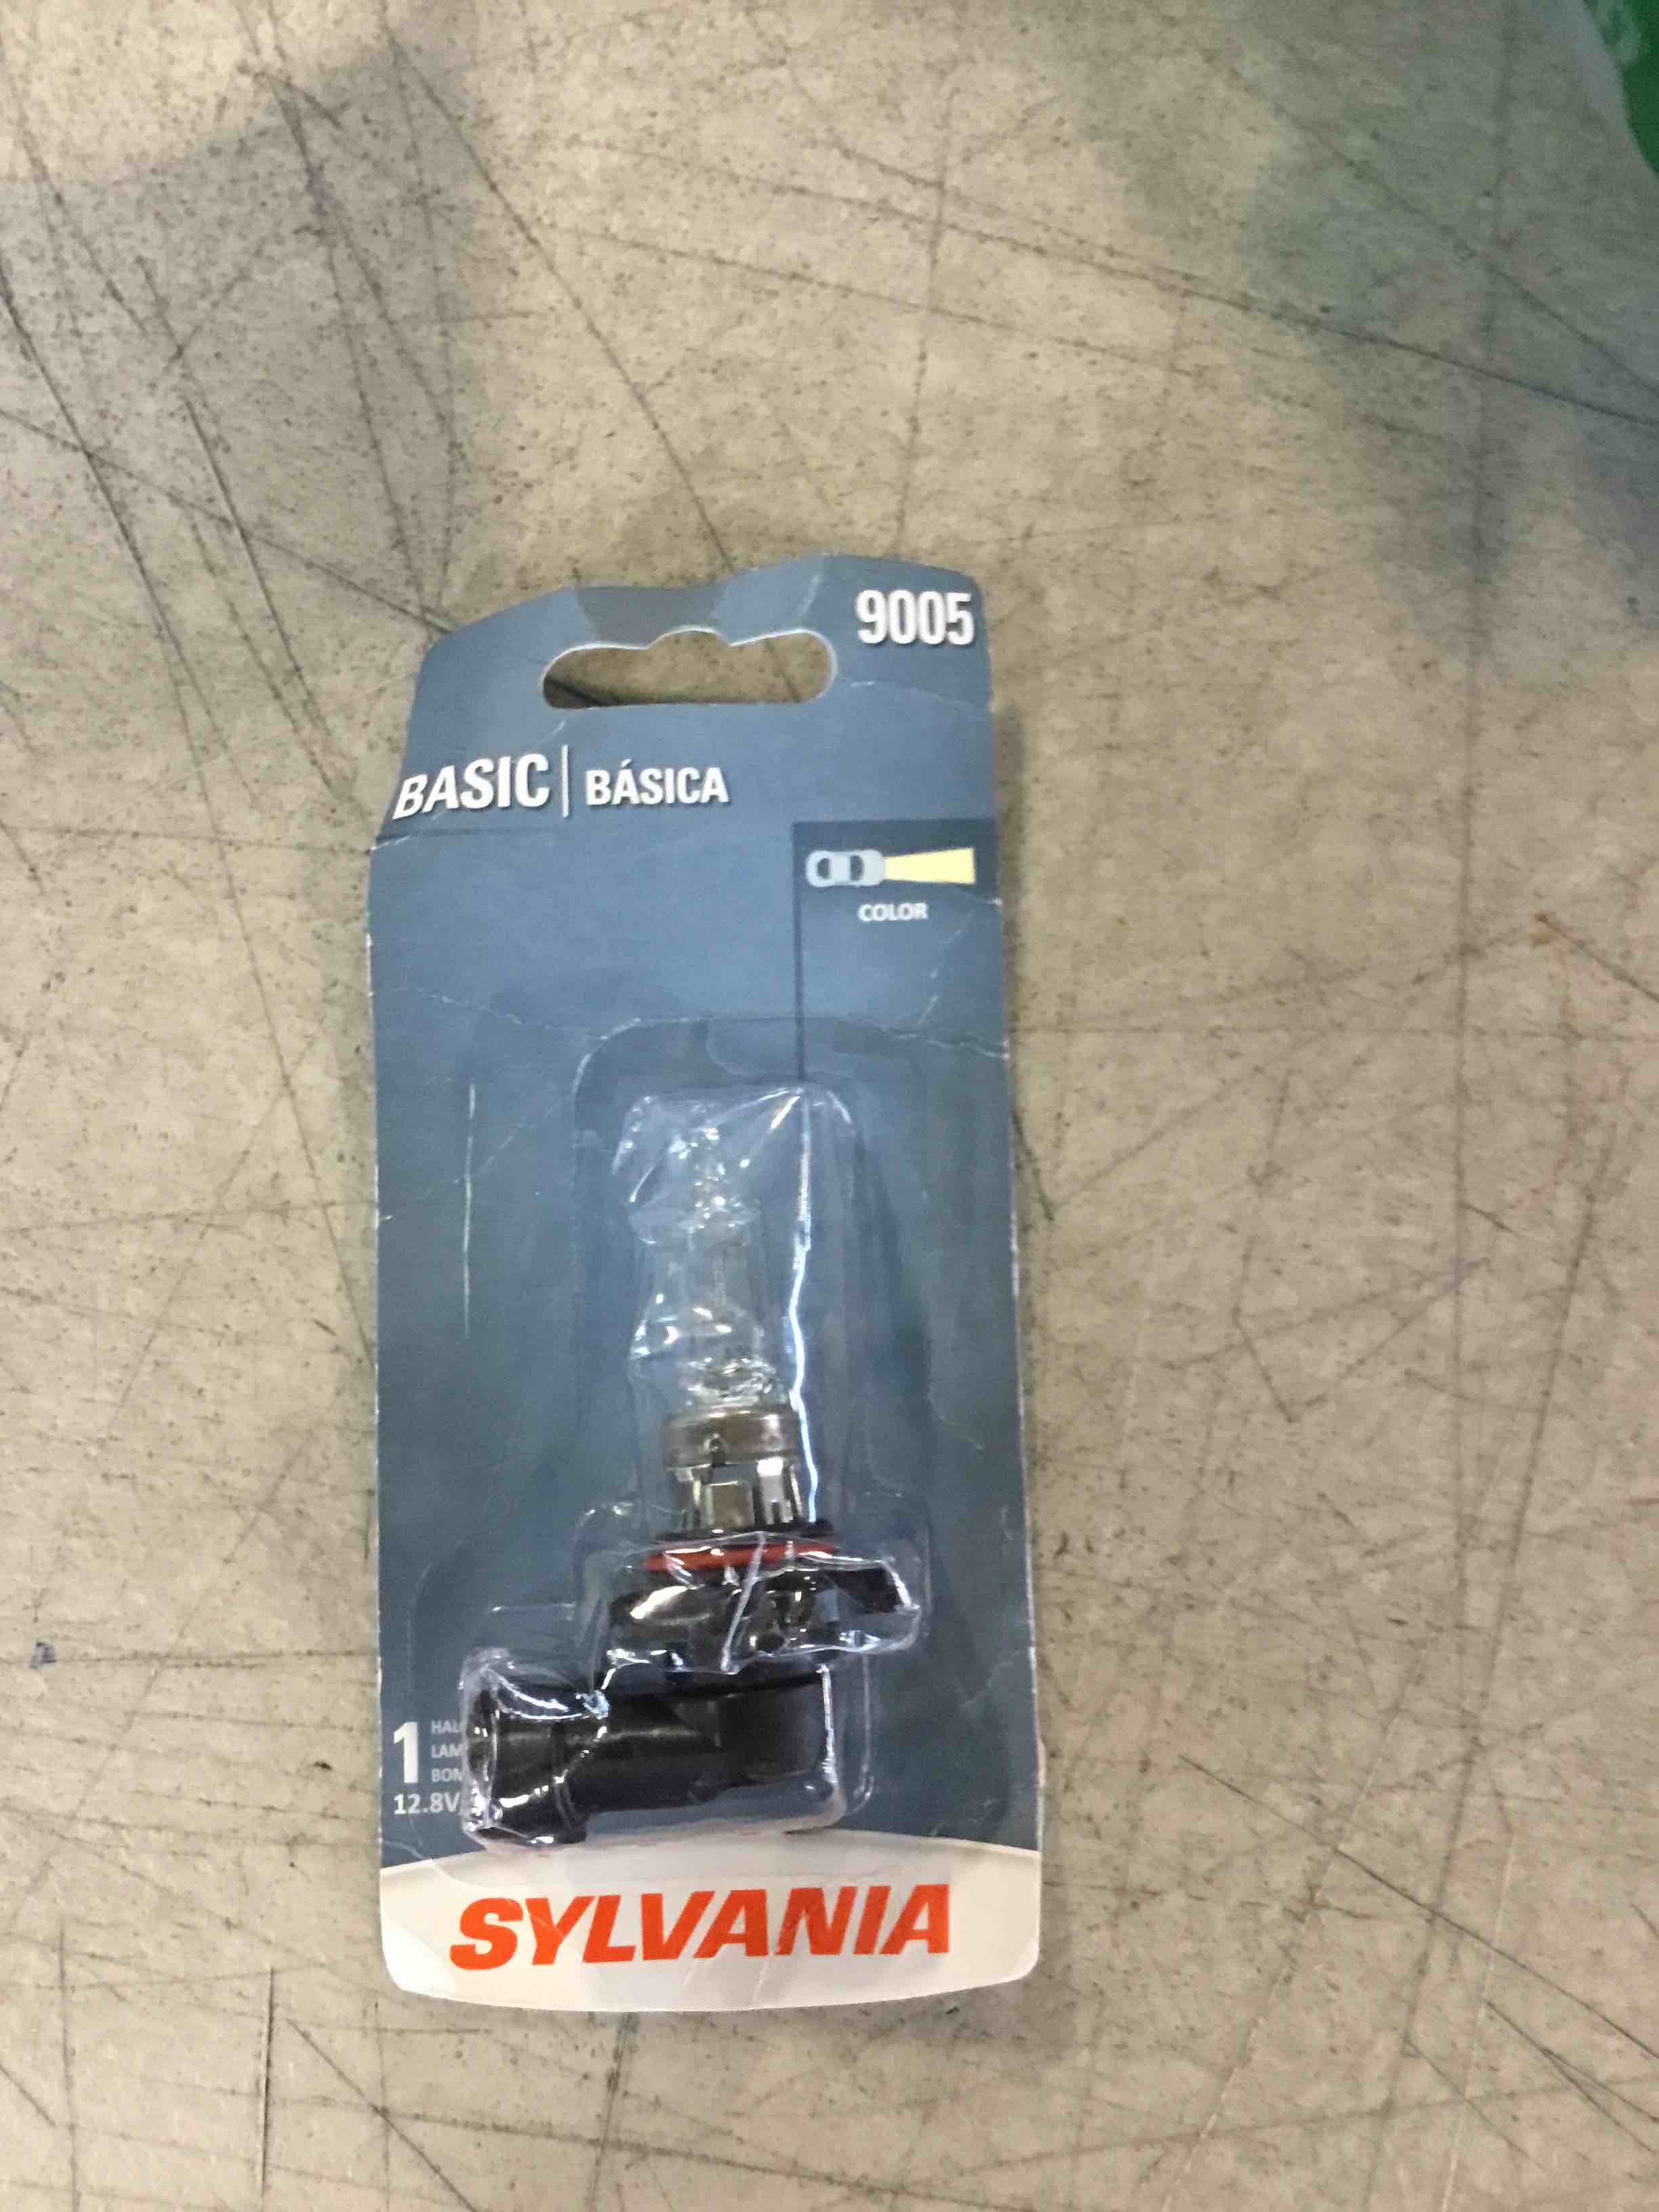 9005
BASIC | BÁSICA
COLOR
1
12.8V
SYLVANIA